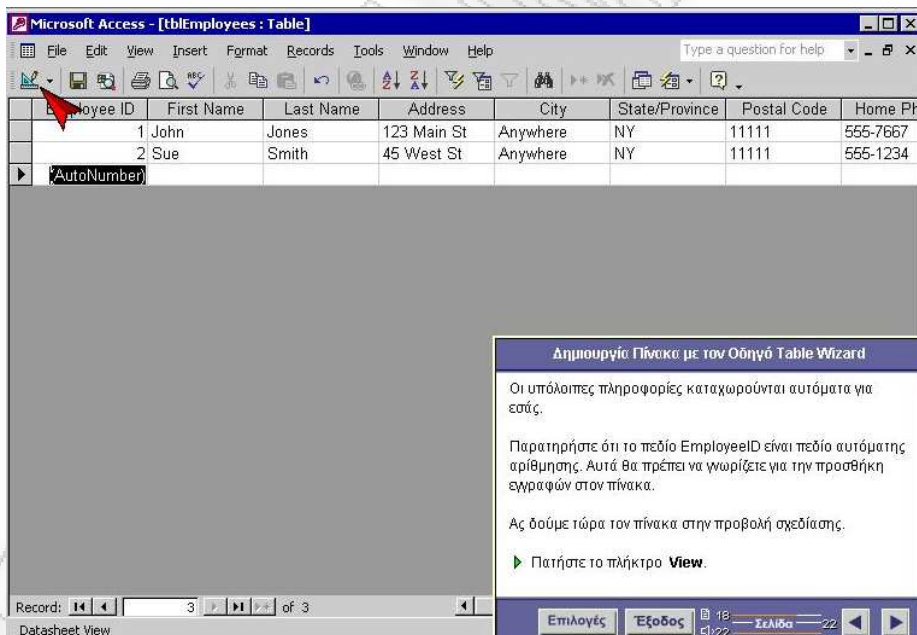 Microsoft Access - [tblEmployees : Table]
File Edit View Insert Format Records Tools Window Help Type a question for help
Employee ID First Name Last Name Address City State/Province Postal Code Home Ph
1 John Jones 123 Main St Anywhere NY 11111 555-7667
2 Sue Smith 45 West St Anywhere NY 11111 555-1234
(AutoNumber)
Δημιουργία Πίνακα με τον Οδηγό Table Wizard
Οι υπόλοιπες πληροφορίες καταχωρούνται αυτόματα για
εσάς.
Παρατηρήστε ότι το πεδίο EmployeeID είναι πεδίο αυτόματης
αρίθμησης. Αυτά θα πρέπει να γνωρίζετε για την προσθήκη
εγγραφών στον πίνακα.
Ας δούμε τώρα τον πίνακα στην προβολή σχεδίασης.
Πατήστε το πλήκτρο View.
Record: 3 of 3
Datasheet View
Επιλογές Έξοδος 18 22 Σελίδα 22